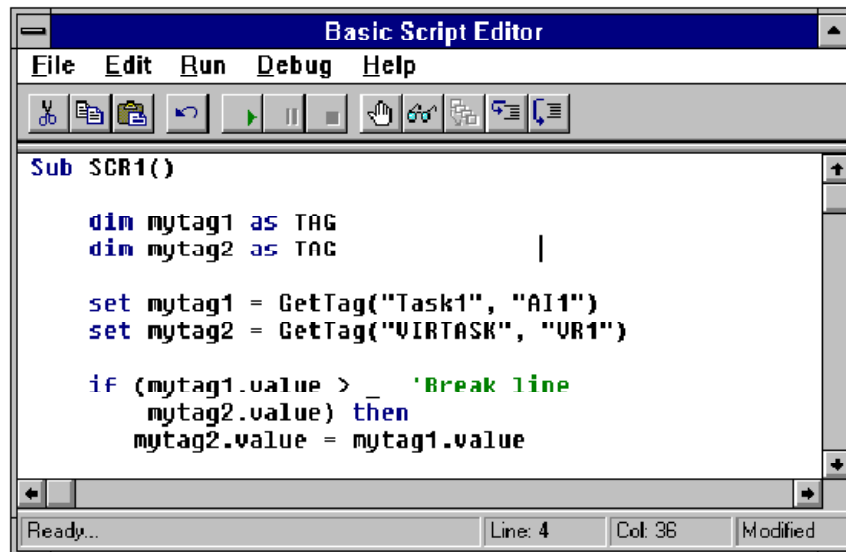 Basic Script Editor
File Edit Run Debug Help
Sub SCR1()
dim mytag1 as TAG
dim mytag2 as TAG
set mytag1 = GetTag("Task1", "AI1")
set mytag2 = GetTag("VIRTASK", "VR1")
if (mytag1.value > _ 'Break line
mytag2.value) then
mytag2.value = mytag1.value
Ready... Line: 4 Col: 36 Modified